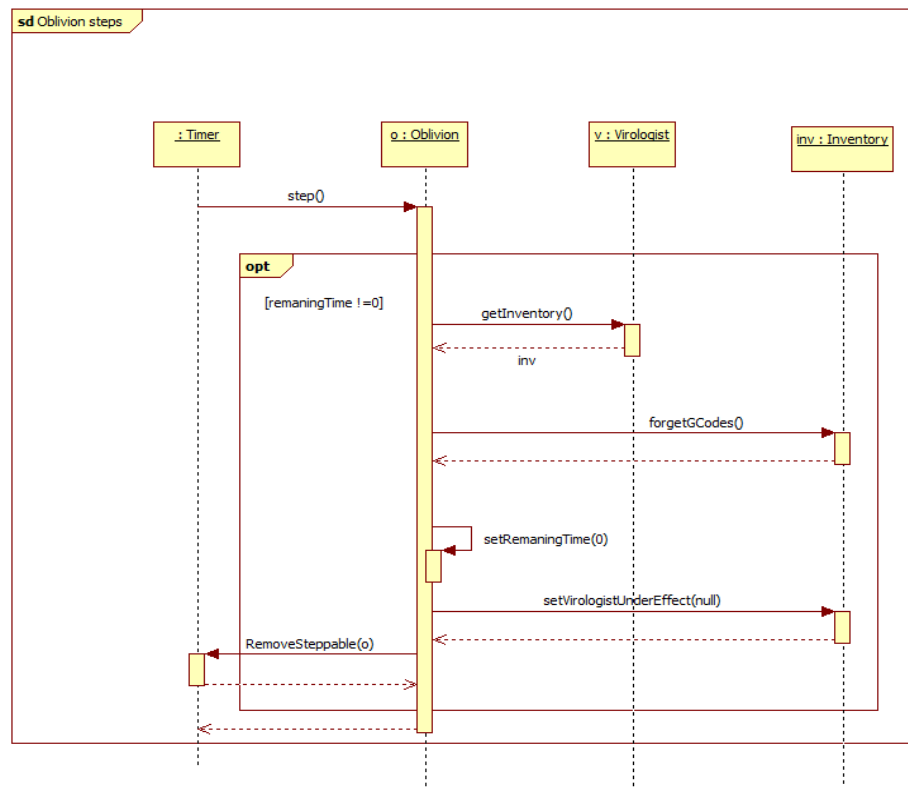 sd Oblivion steps
: Timer
o : Oblivion
v : Virologist
inv : Inventory
step()
opt
[remaningTime !=0]
getInventory()
inv
forgetGCodes()
setRemaningTime(0)
setVirologistUnderEffect(null)
RemoveSteppable(o)